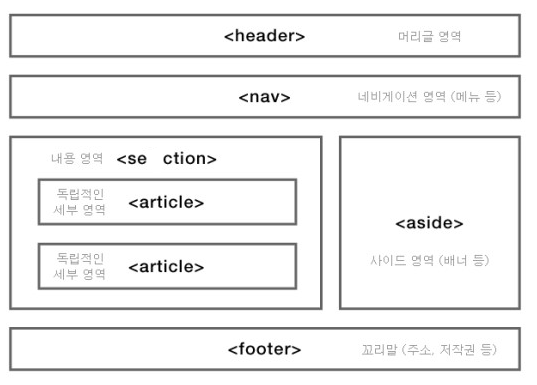 <header> 머리글 영역
<nav> 네비게이션 영역 (메뉴 등)
내용 영역 <se ction>
독립적인
세부 영역 <article>
독립적인
세부 영역 <article>
<aside>
사이드 영역 (배너 등)
<footer> 꼬리말 (주소, 저작권 등)